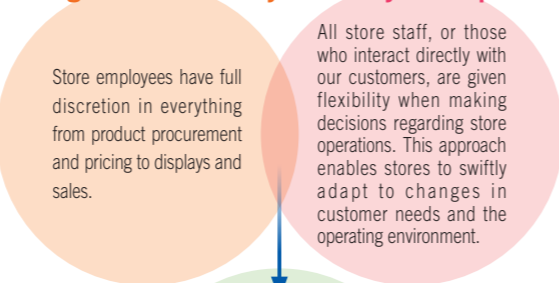 Store employees have full
discretion in everything
from product procurement
and pricing to displays and
sales.
All store staff, or those
who interact directly with
our customers, are given
flexibility when making
decisions regarding store
operations. This approach
enables stores to swiftly
adapt to changes in
customer needs and the
operating environment.